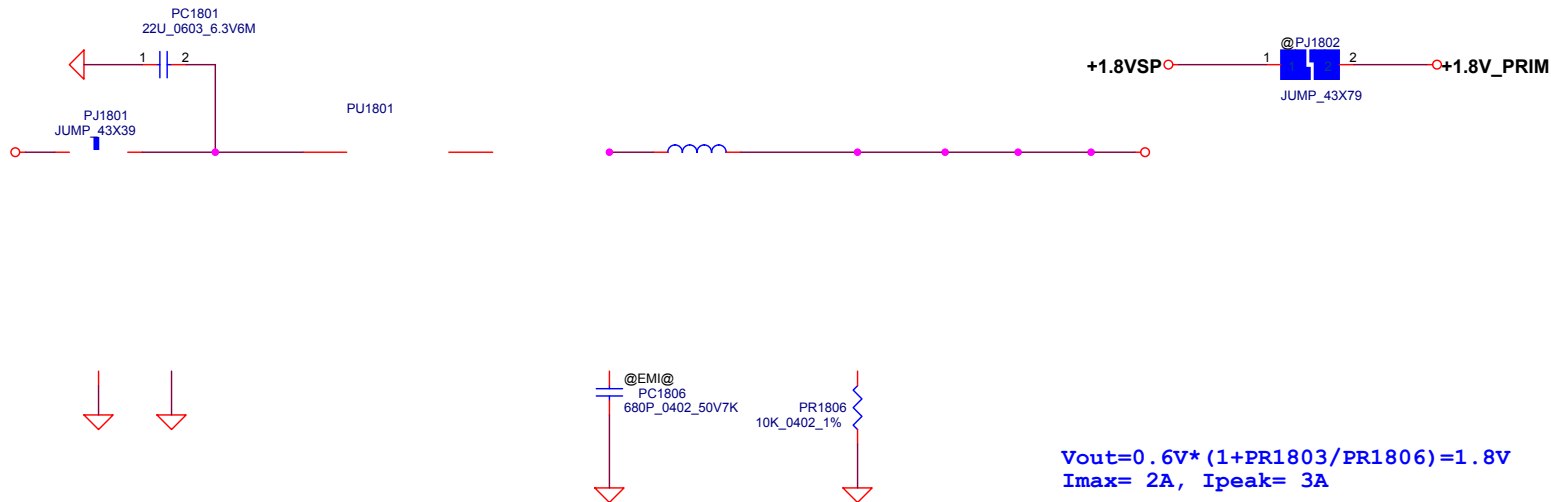 PC1801
22U_0603_6.3V6M
1 2
PJ1801
JUMP_43X39
PU1801
@PJ1802
+1.8VSP
1 2
1 2
+1.8V_PRIM
JUMP_43X79
@EMI@
PC1806
680P_0402_50V7K
PR1806
10K_0402_1%
Vout=0.6V*(1+PR1803/PR1806)=1.8V
Imax= 2A, Ipeak= 3A